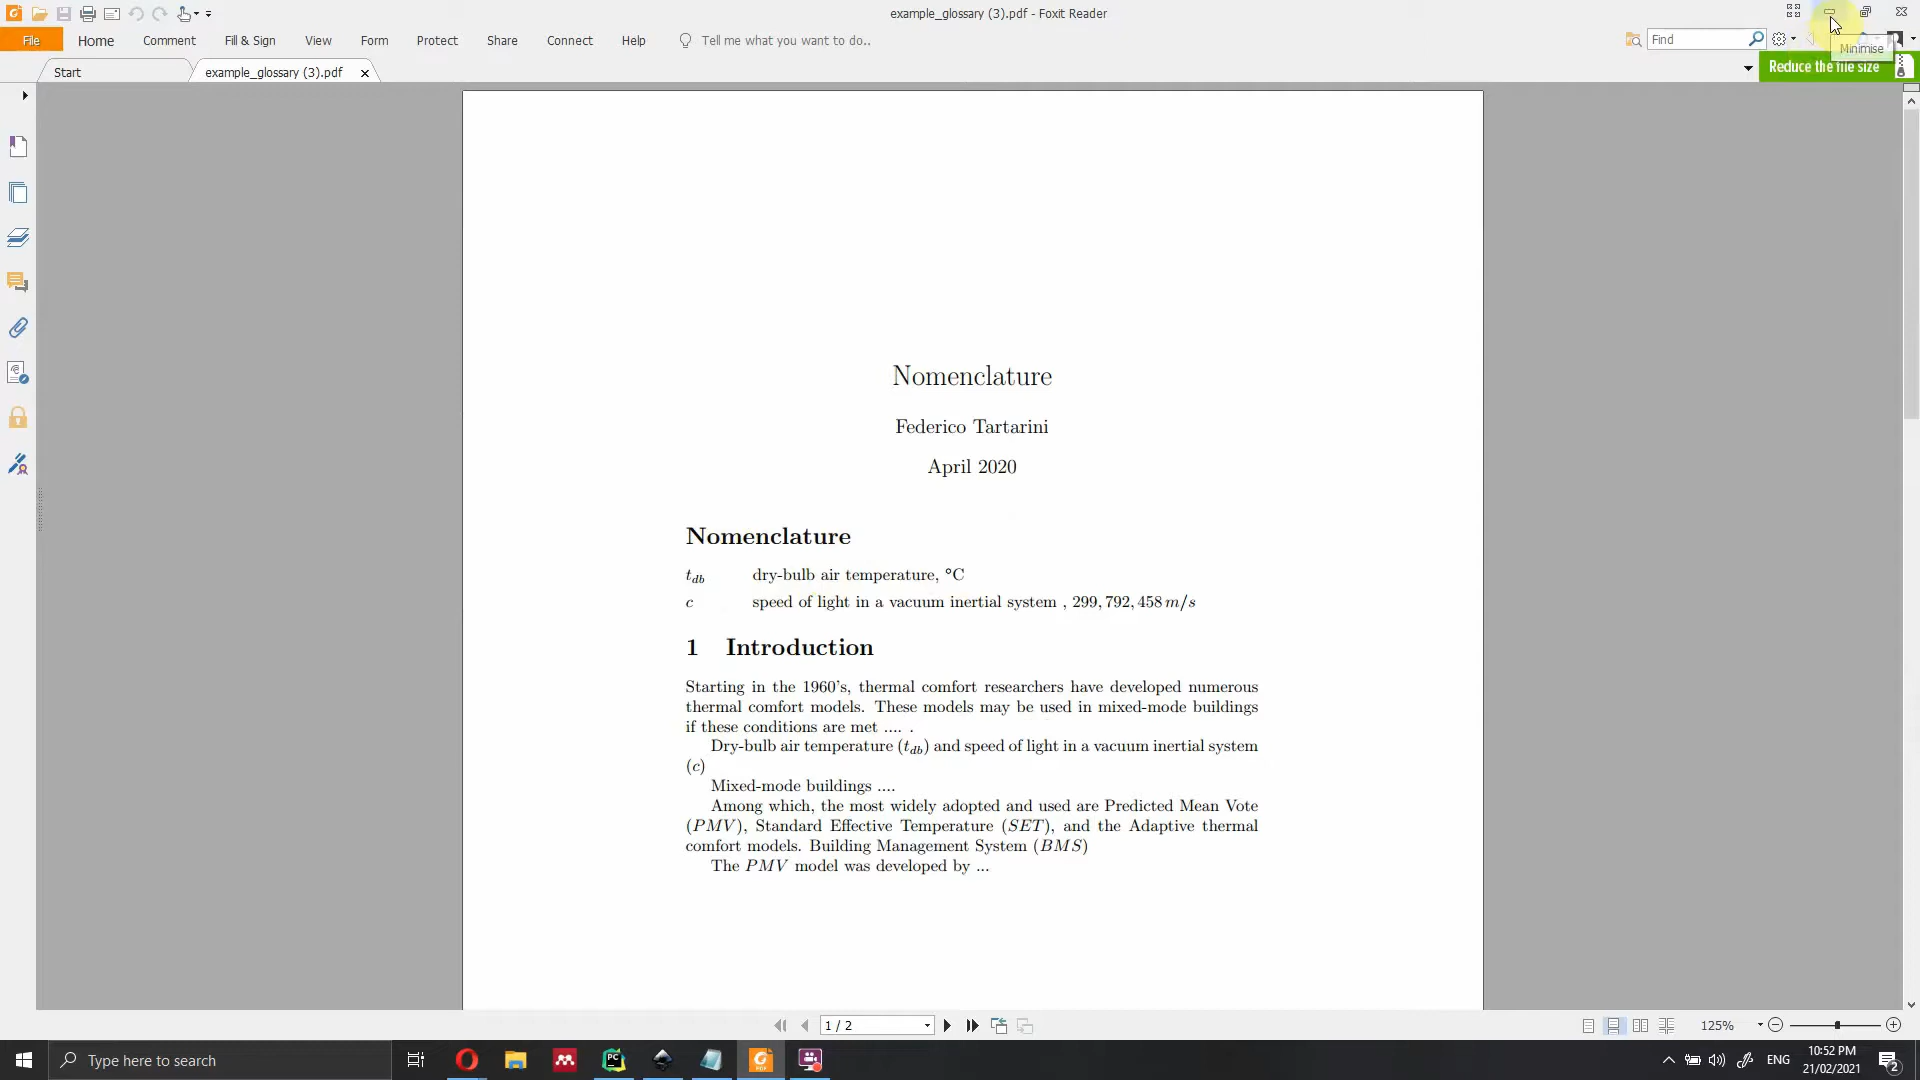 example_glossary (3).pdf - Foxit Reader
File Home Comment Fill & Sign View Form Protect Share Connect Help Tell me what you want to do.. Find
Minimise
Start example_glossary (3).pdf
Reduce the file size
Nomenclature
Federico Tartarini
April 2020
Nomenclature
t_db dry-bulb air temperature, °C
c speed of light in a vacuum inertial system , 299, 792, 458 m/s
1 Introduction
Starting in the 1960's, thermal comfort researchers have developed numerous
thermal comfort models. These models may be used in mixed-mode buildings
if these conditions are met .... .
Dry-bulb air temperature (t_db) and speed of light in a vacuum inertial system
(c)
Mixed-mode buildings ....
Among which, the most widely adopted and used are Predicted Mean Vote
(PMV), Standard Effective Temperature (SET), and the Adaptive thermal
comfort models. Building Management System (BMS)
The PMV model was developed by ...
1 / 2
125%
Type here to search
PC
PDF
ENG
10:52 PM
21/02/2021
2